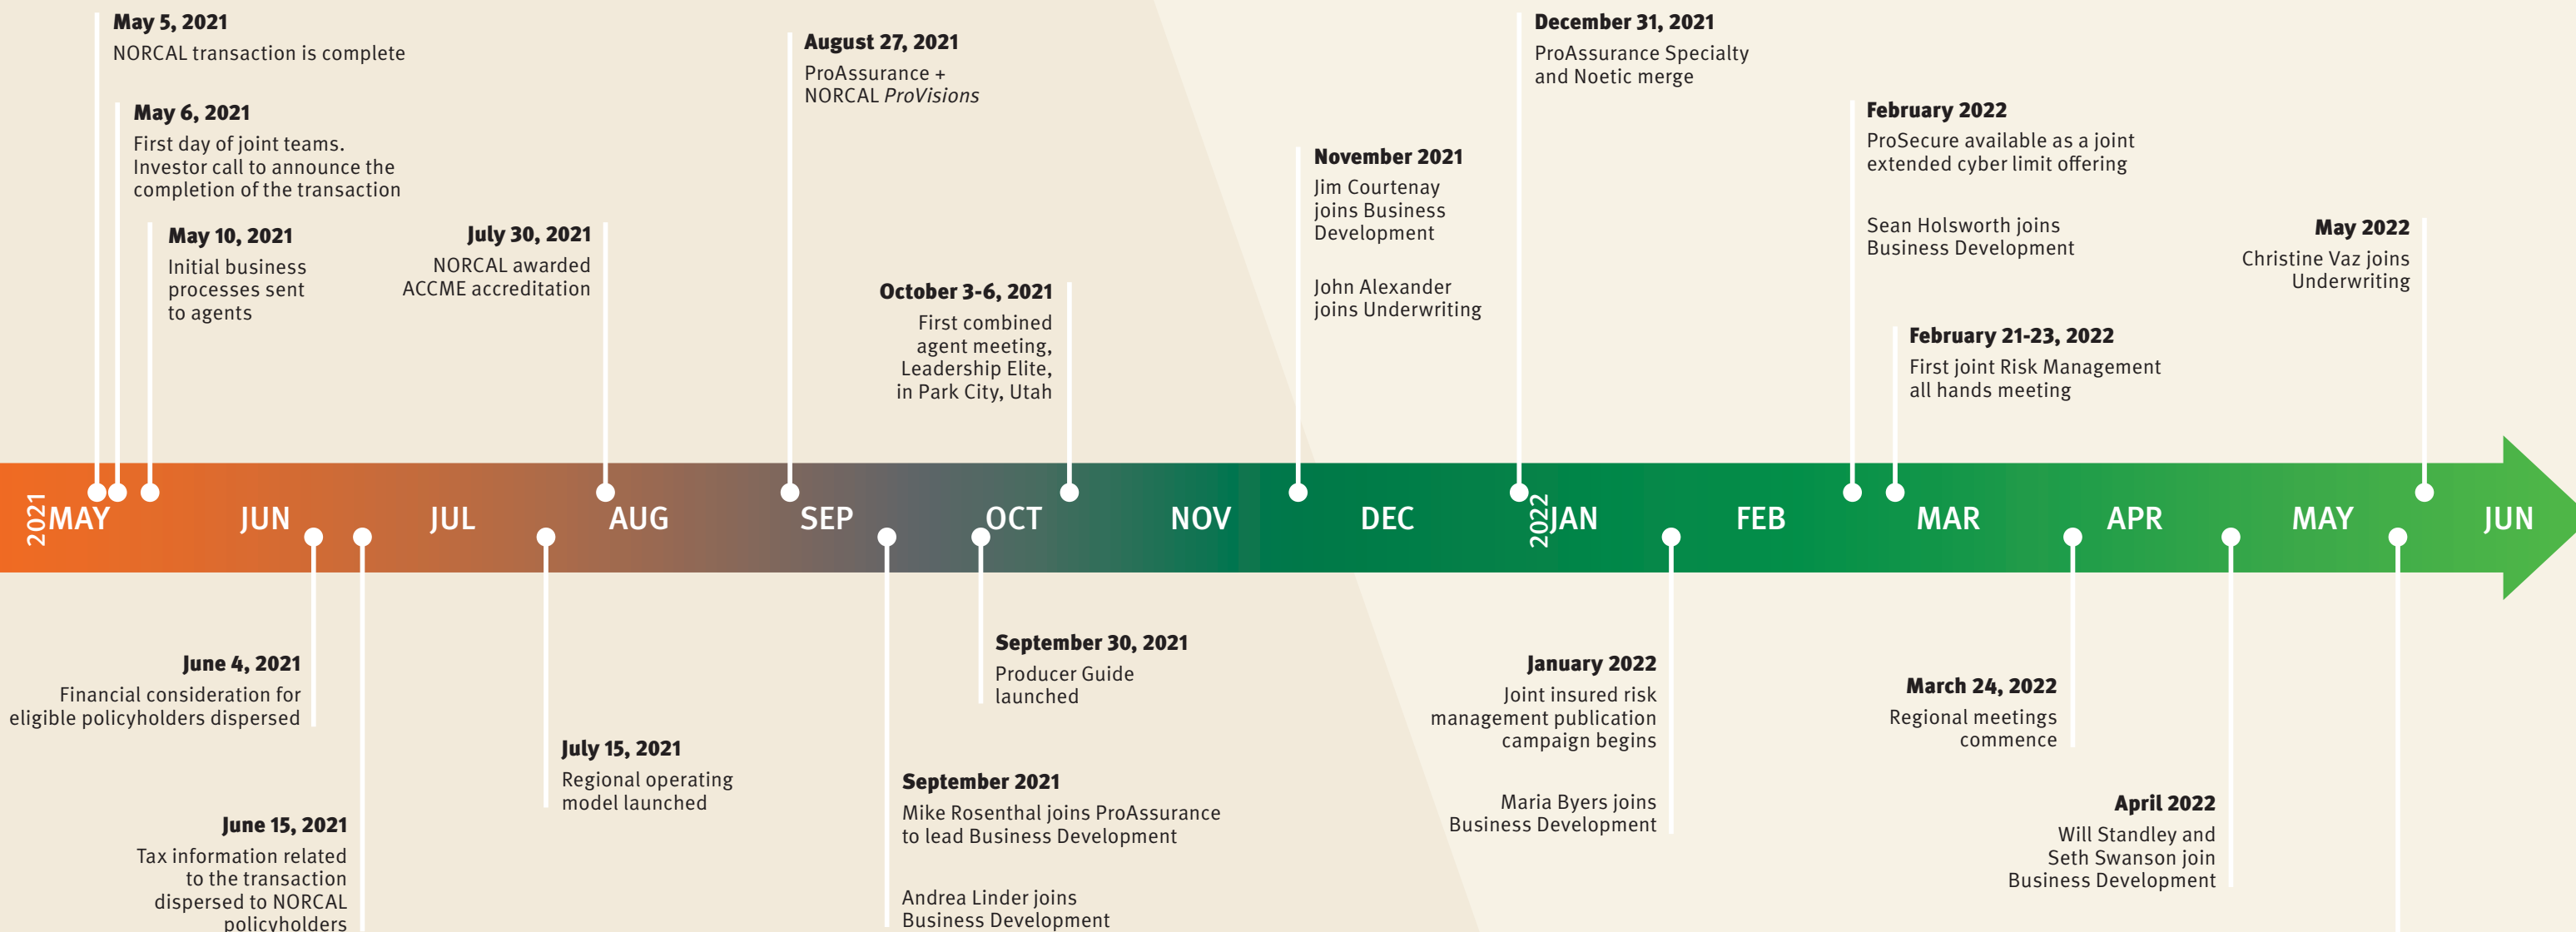 May 5, 2021
NORCAL transaction is complete
May 6, 2021
First day of joint teams.
Investor call to announce the
completion of the transaction
May 10, 2021
Initial business
processes sent
to agents
July 30, 2021
NORCAL awarded
ACCME accreditation
August 27, 2021
ProAssurance +
NORCAL ProVisions
October 3-6, 2021
First combined
agent meeting,
Leadership Elite,
in Park City, Utah
November 2021
Jim Courtenay
joins Business
Development
John Alexander
joins Underwriting
December 31, 2021
ProAssurance Specialty
and Noetic merge
February 2022
ProSecure available as a joint
extended cyber limit offering
Sean Holsworth joins
Business Development
February 21-23, 2022
First joint Risk Management
all hands meeting
May 2022
Christine Vaz joins
Underwriting
2021 MAY JUN JUL AUG SEP OCT NOV DEC 2022 JAN FEB MAR APR MAY JUN
June 4, 2021
Financial consideration for
eligible policyholders dispersed
June 15, 2021
Tax information related
to the transaction
dispersed to NORCAL
policyholders
July 15, 2021
Regional operating
model launched
September 2021
Mike Rosenthal joins ProAssurance
to lead Business Development
Andrea Linder joins
Business Development
September 30, 2021
Producer Guide
launched
January 2022
Joint insured risk
management publication
campaign begins
Maria Byers joins
Business Development
March 24, 2022
Regional meetings
commence
April 2022
Will Standley and
Seth Swanson join
Business Development